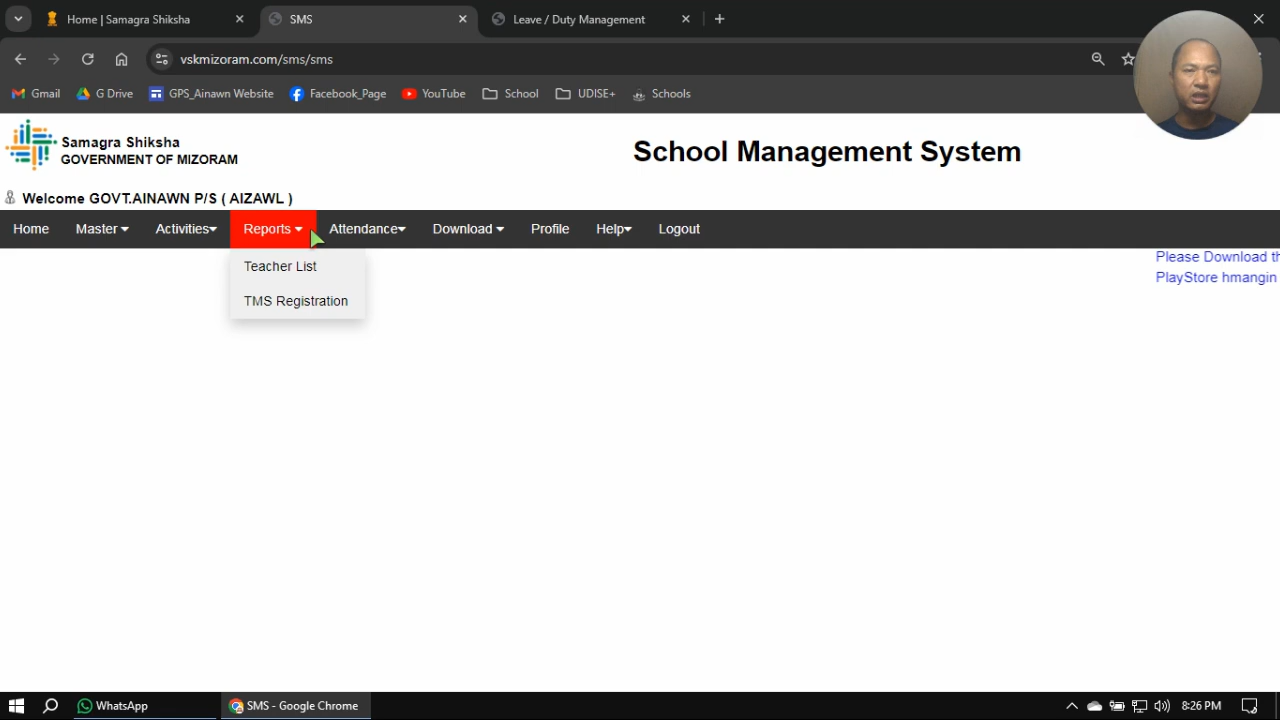 Home | Samagra Shiksha
SMS
Leave / Duty Management
vskmizoram.com/sms/sms
Gmail
G Drive
GPS_Ainawn Website
Facebook_Page
YouTube
School
UDISE+
Schools
Samagra Shiksha
GOVERNMENT OF MIZORAM
School Management System
Welcome GOVT.AINAWN P/S ( AIZAWL )
Home
Master
Activities
Reports
Attendance
Download
Profile
Help
Logout
Teacher List
TMS Registration
Please Download th
PlayStore hmangin
WhatsApp
SMS - Google Chrome
8:26 PM